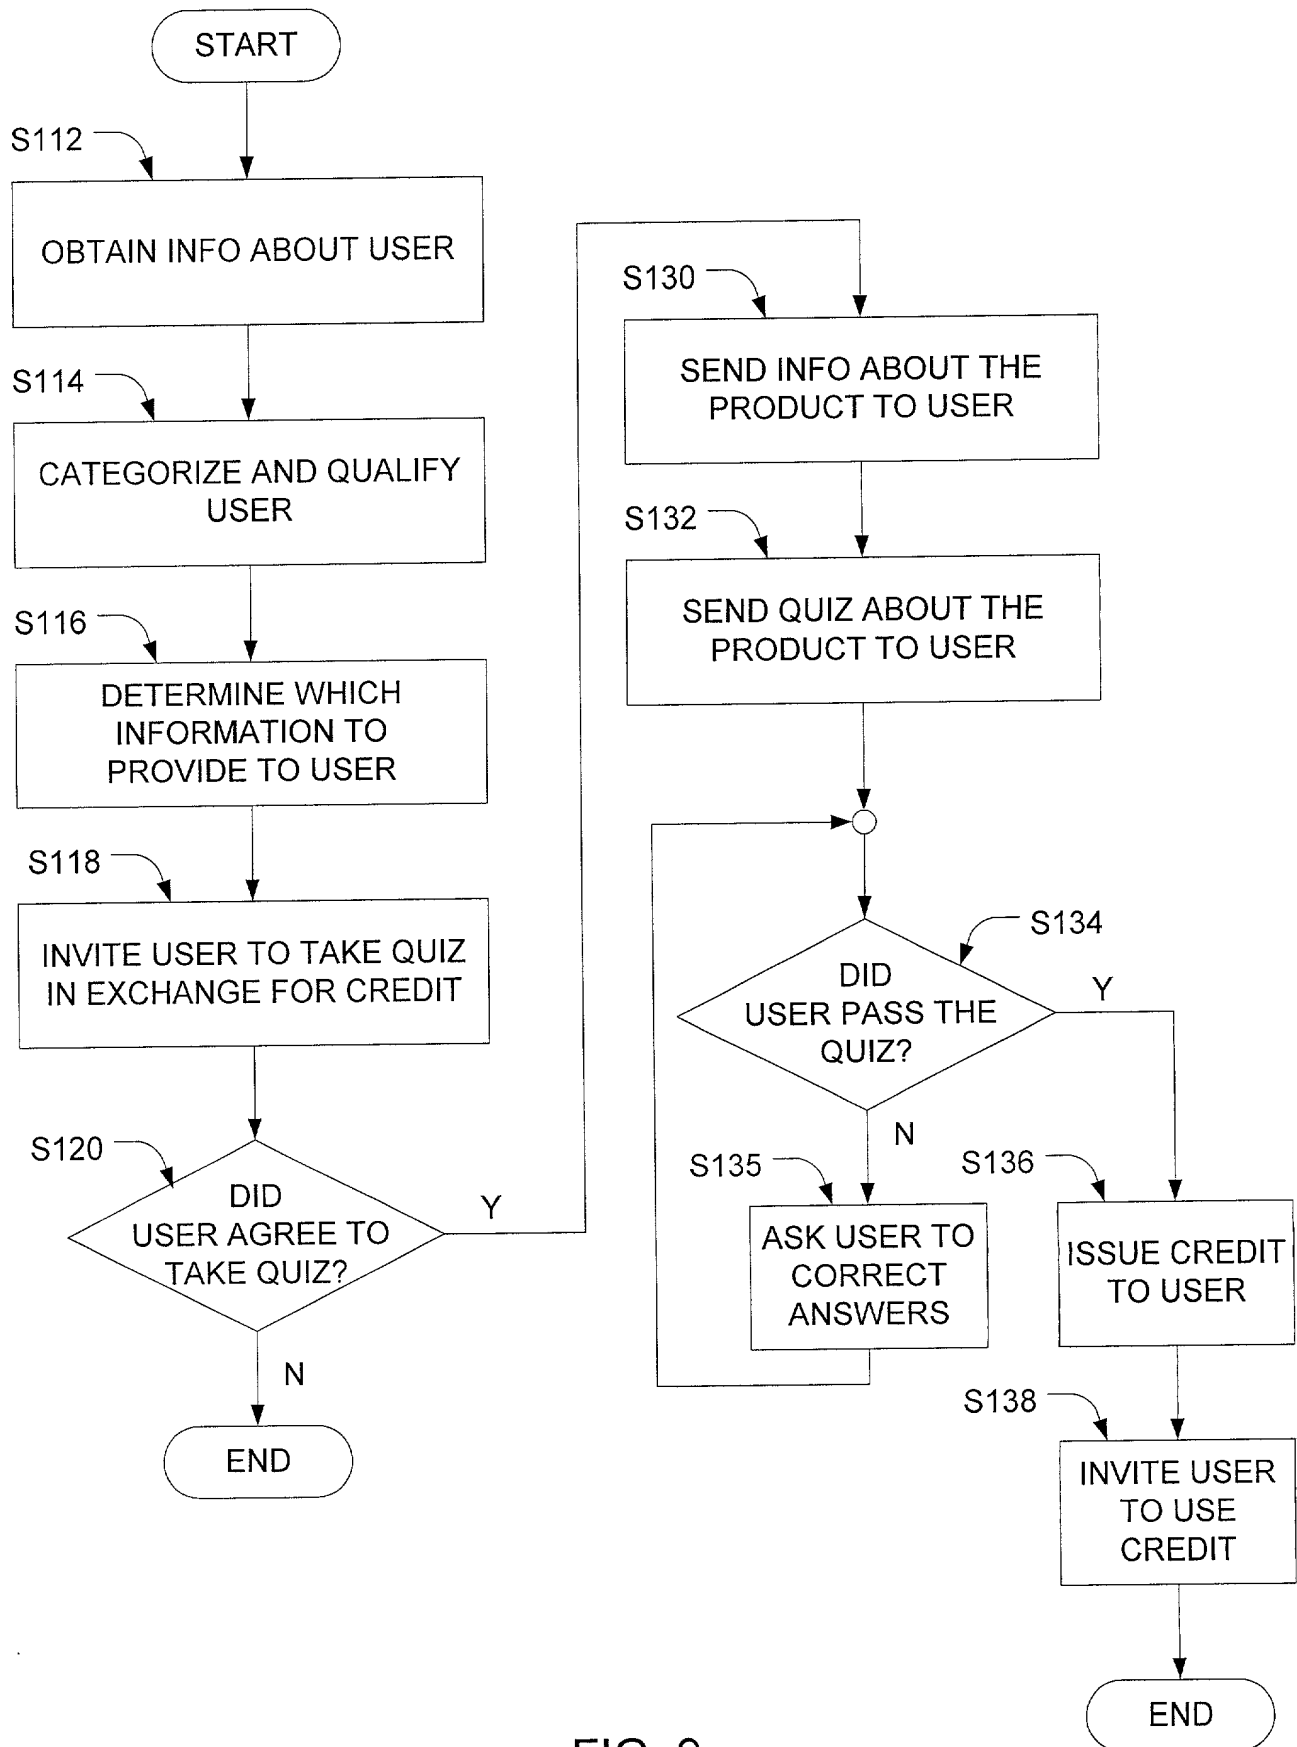 START
S112
OBTAIN INFO ABOUT USER
S114
CATEGORIZE AND QUALIFY
USER
S116
DETERMINE WHICH
INFORMATION TO
PROVIDE TO USER
S118
INVITE USER TO TAKE QUIZ
IN EXCHANGE FOR CREDIT
S120
DID
USER AGREE TO
TAKE QUIZ?
Y
N
END
S130
SEND INFO ABOUT THE
PRODUCT TO USER
S132
SEND QUIZ ABOUT THE
PRODUCT TO USER
S134
DID
USER PASS THE
QUIZ?
Y
N
S135
ASK USER TO
CORRECT
ANSWERS
S136
ISSUE CREDIT
TO USER
S138
INVITE USER
TO USE
CREDIT
END
FIG.